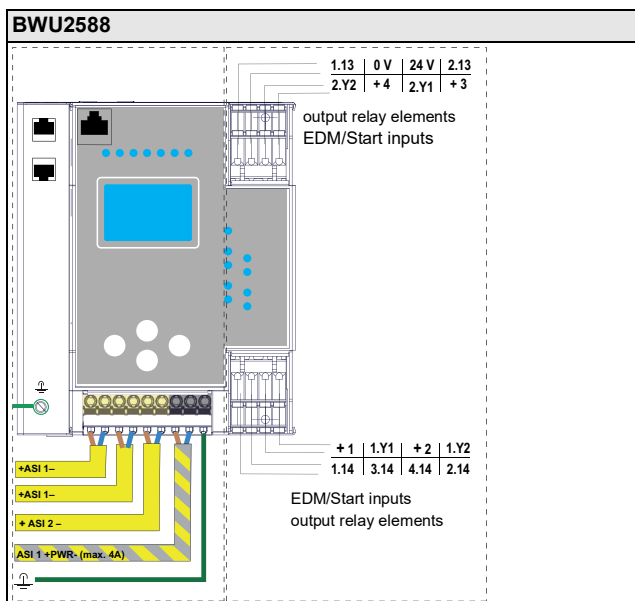 BWU2588
1.13 0 V 24 V 2.13
2.Y2 + 4 2.Y1 + 3
output relay elements
EDM/Start inputs
+ 1 1.Y1 + 2 1.Y2
1.14 3.14 4.14 2.14
EDM/Start inputs
output relay elements
+ASI 1–
+ASI 1–
+ ASI 2 –
ASI 1 +PWR- (max. 4A)